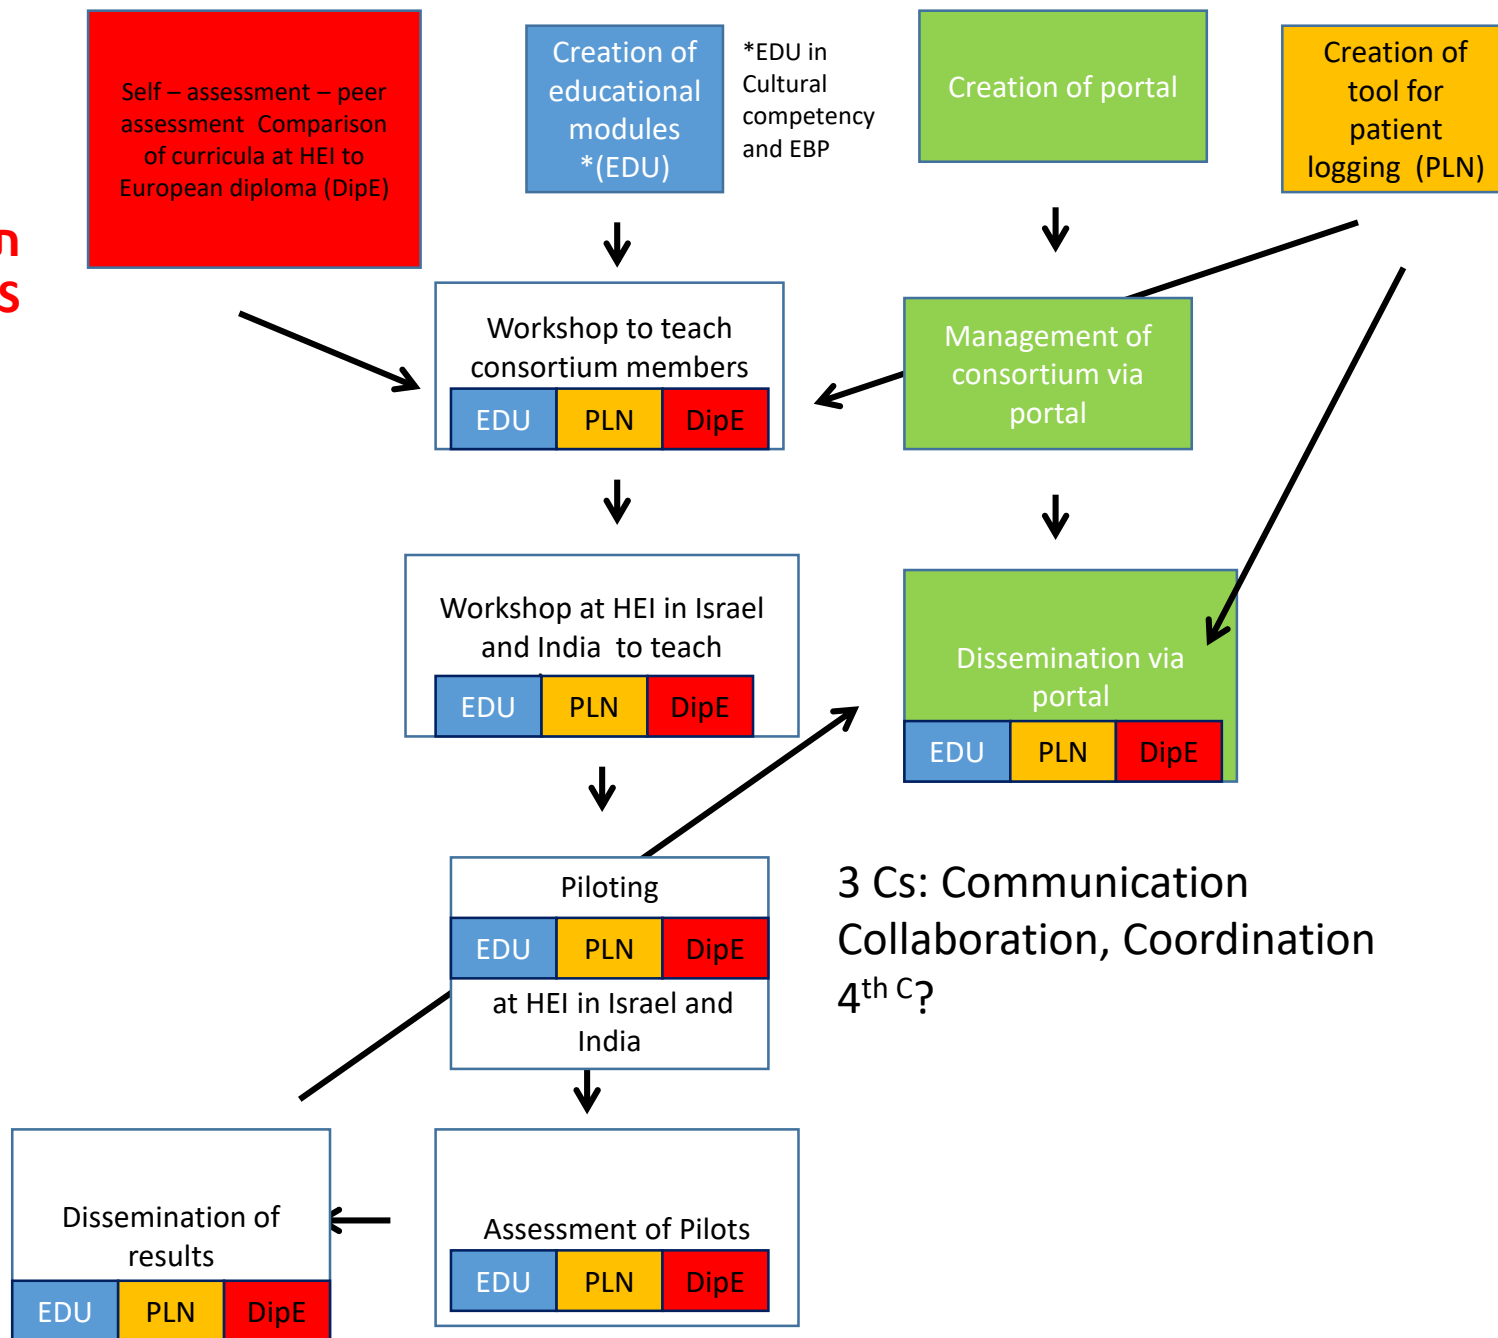 Self – assessment – peer
assessment  Comparison
of curricula at HEI to
European diploma (DipE)
Creation of
educational
modules
*(EDU)
*EDU in
Cultural
competency
and EBP
Creation of portal
Creation of
tool for
patient
logging  (PLN)
Workshop to teach
consortium members
EDU PLN DipE
Management of
consortium via
portal
Workshop at HEI in Israel
and India  to teach
EDU PLN DipE
Dissemination via
portal
EDU PLN DipE
Piloting
EDU PLN DipE
at HEI in Israel and
India
3 Cs: Communication
Collaboration, Coordination
4th C?
Dissemination of
results
EDU PLN DipE
Assessment of Pilots
EDU PLN DipE